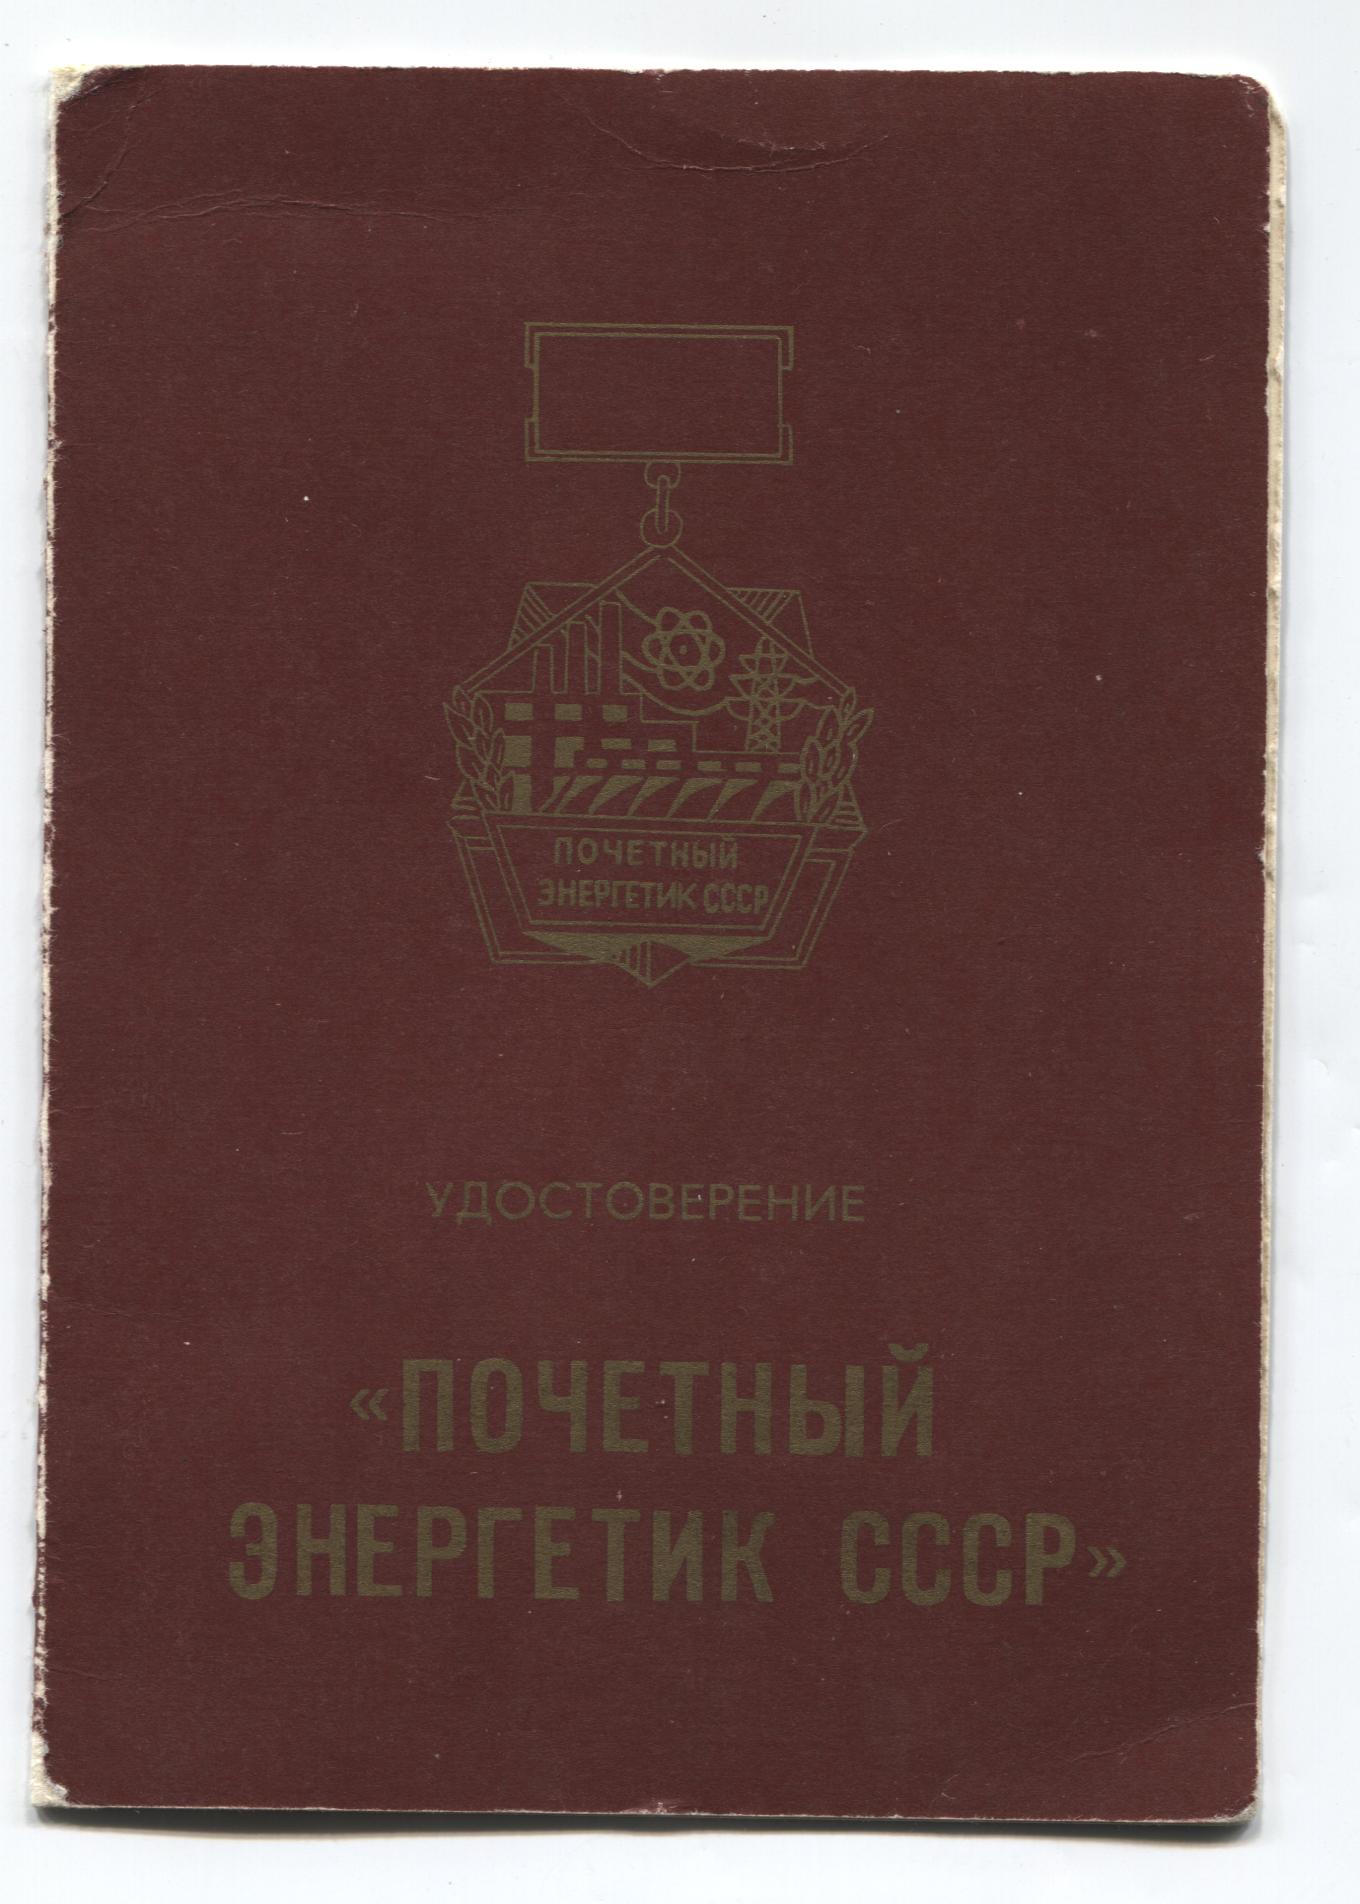 ПОЧЕТНЫЙ
ЭНЕРГЕТИК СССР
УДОСТОВЕРЕНИЕ
«ПОЧЕТНЫЙ
ЭНЕРГЕТИК СССР»